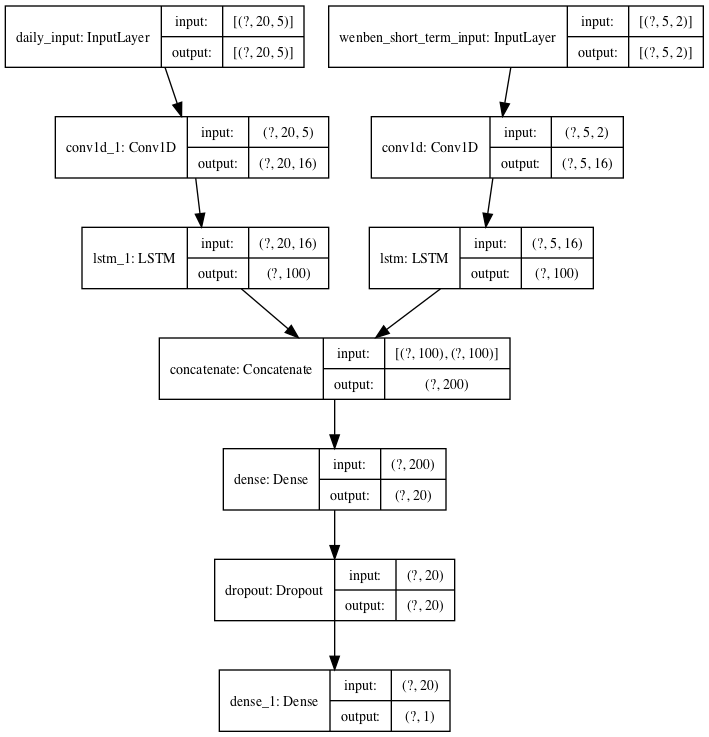 daily_input: InputLayer
input:
[(?, 20, 5)]
output:
[(?, 20, 5)]
wenben_short_term_input: InputLayer
input:
[(?, 5, 2)]
output:
[(?, 5, 2)]
conv1d_1: Conv1D
input:
(?, 20, 5)
output:
(?, 20, 16)
conv1d: Conv1D
input:
(?, 5, 2)
output:
(?, 5, 16)
lstm_1: LSTM
input:
(?, 20, 16)
output:
(?, 100)
lstm: LSTM
input:
(?, 5, 16)
output:
(?, 100)
concatenate: Concatenate
input:
[(?, 100), (?, 100)]
output:
(?, 200)
dense: Dense
input:
(?, 200)
output:
(?, 20)
dropout: Dropout
input:
(?, 20)
output:
(?, 20)
dense_1: Dense
input:
(?, 20)
output:
(?, 1)